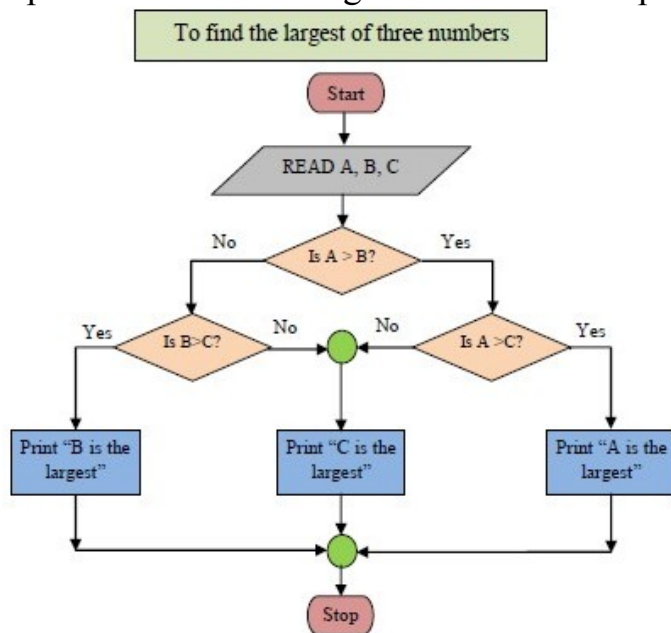 To find the largest of three numbers
Start
READ A, B, C
No
Is A > B?
Yes
Yes
Is B>C?
No
No
Is A >C?
Yes
Print “B is the
largest”
Print “C is the
largest”
Print “A is the
largest”
Stop